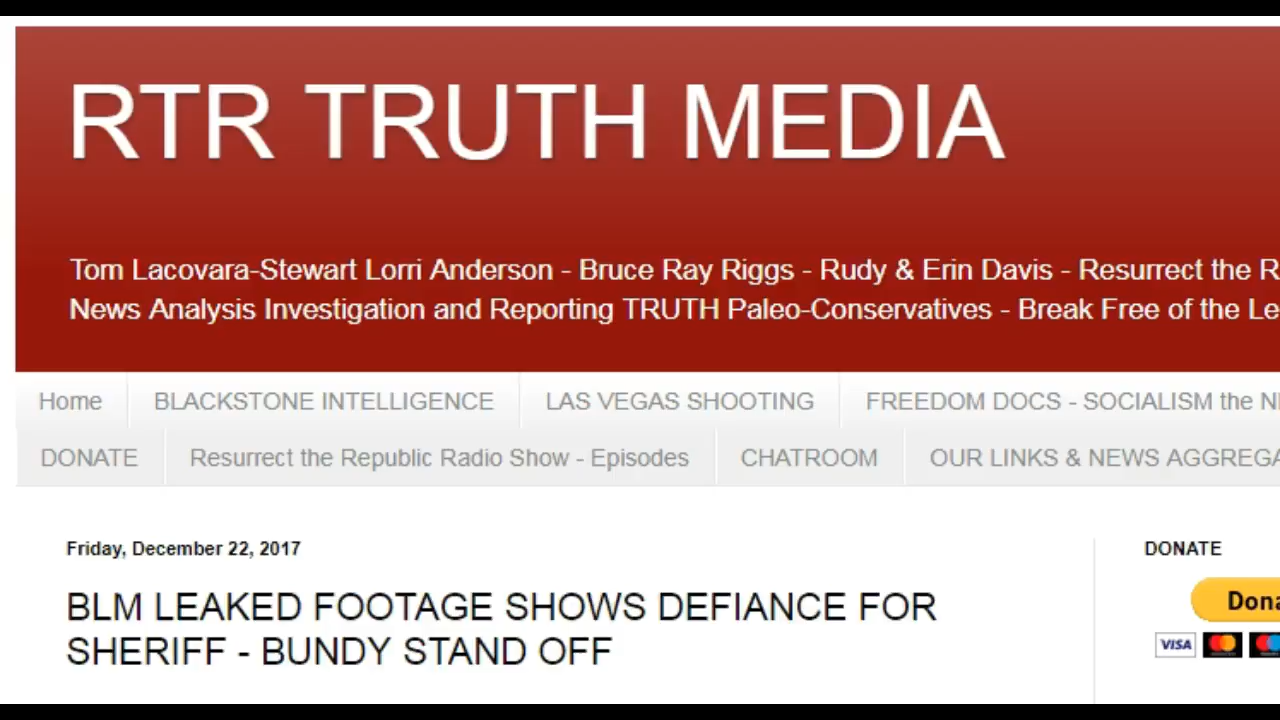 RTR TRUTH MEDIA
Tom Lacovara-Stewart Lorri Anderson - Bruce Ray Riggs - Rudy & Erin Davis - Resurrect the
News Analysis Investigation and Reporting TRUTH Paleo-Conservatives - Break Free of the
Home BLACKSTONE INTELLIGENCE LAS VEGAS SHOOTING FREEDOM DOCS - SOCIALISM the
DONATE Resurrect the Republic Radio Show - Episodes CHATROOM OUR LINKS & NEWS
Friday, December 22, 2017
DONATE
BLM LEAKED FOOTAGE SHOWS DEFIANCE FOR
SHERIFF - BUNDY STAND OFF
VISA